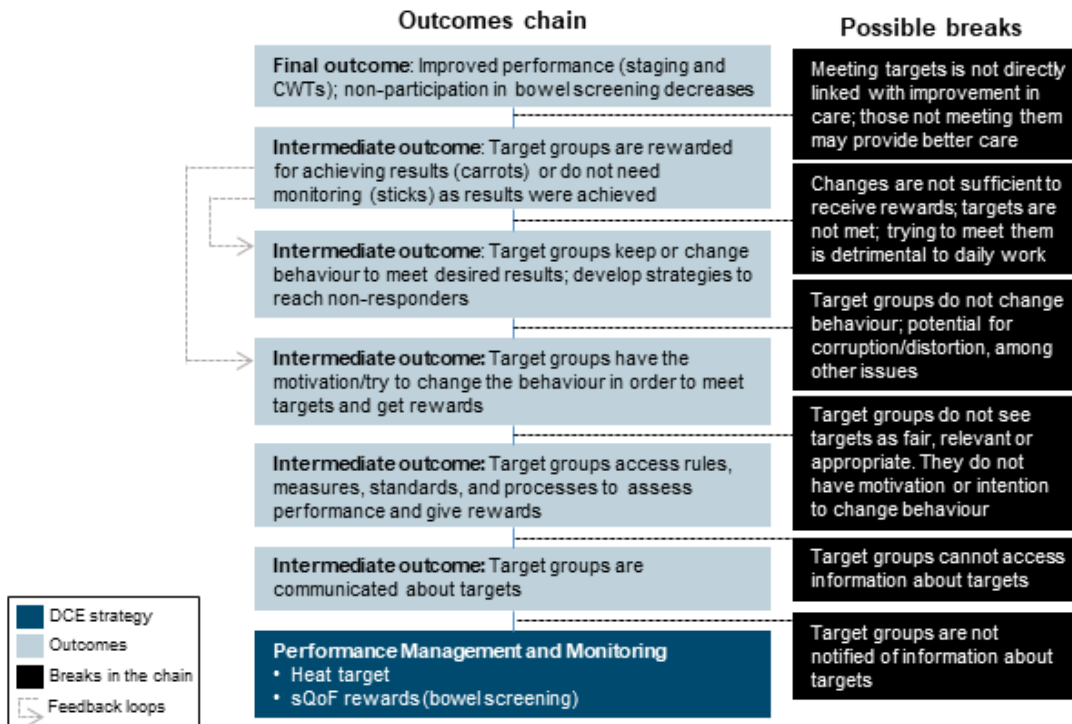 Outcomes chain
Final outcome: Improved performance (staging and
CWTs); non-participation in bowel screening decreases
Intermediate outcome: Target groups are rewarded
for achieving results (carrots) or do not need
monitoring (sticks) as results were achieved
Intermediate outcome: Target groups keep or change
behaviour to meet desired results; develop strategies to
reach non-responders
Intermediate outcome: Target groups have the
motivation/try to change the behaviour in order to meet
targets and get rewards
Intermediate outcome: Target groups access rules,
measures, standards, and processes to assess
performance and give rewards
Intermediate outcome: Target groups are
communicated about targets
Performance Management and Monitoring
• Heat target
• sQoF rewards (bowel screening)
Possible breaks
Meeting targets is not directly
linked with improvement in
care; those not meeting them
may provide better care
Changes are not sufficient to
receive rewards; targets are
not met; trying to meet them
is detrimental to daily work
Target groups do not change
behaviour; potential for
corruption/distortion, among
other issues
Target groups do not see
targets as fair, relevant or
appropriate. They do not
have motivation or intention
to change behaviour
Target groups cannot access
information about targets
Target groups are not
notified of information about
targets
DCE strategy
Outcomes
Breaks in the chain
Feedback loops